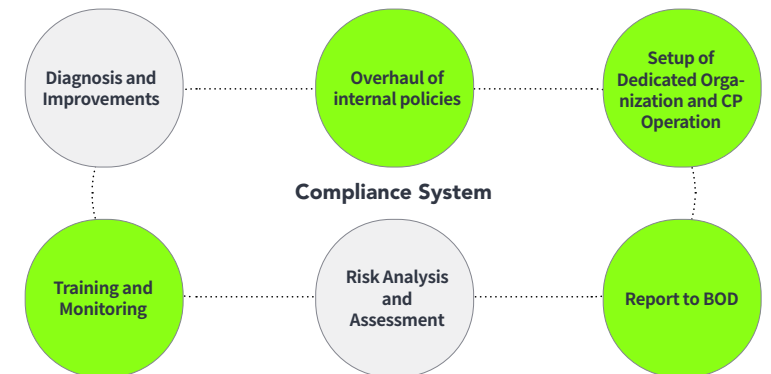 Diagnosis and
Improvements
Overhaul of
internal policies
Setup of
Dedicated Orga-
nization and CP
Operation
Compliance System
Training and
Monitoring
Risk Analysis
and
Assessment
Report to BOD